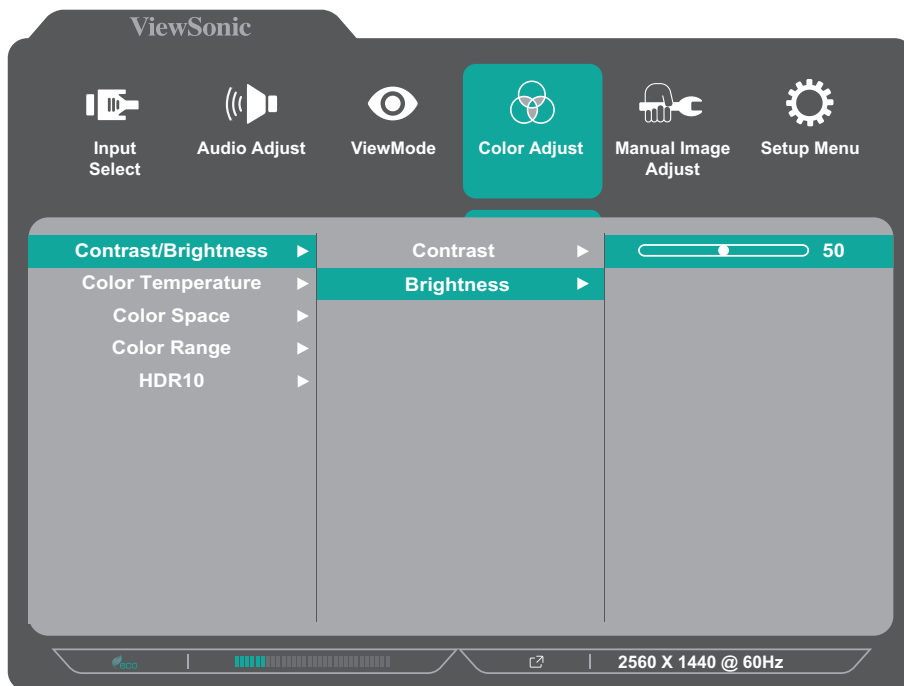 ViewSonic
Input
Select
Audio Adjust
ViewMode
Color Adjust
Manual Image
Adjust
Setup Menu
Contrast/Brightness
Contrast
50
Color Temperature
Brightness
Color Space
Color Range
HDR10
eco
2560 X 1440 @ 60Hz